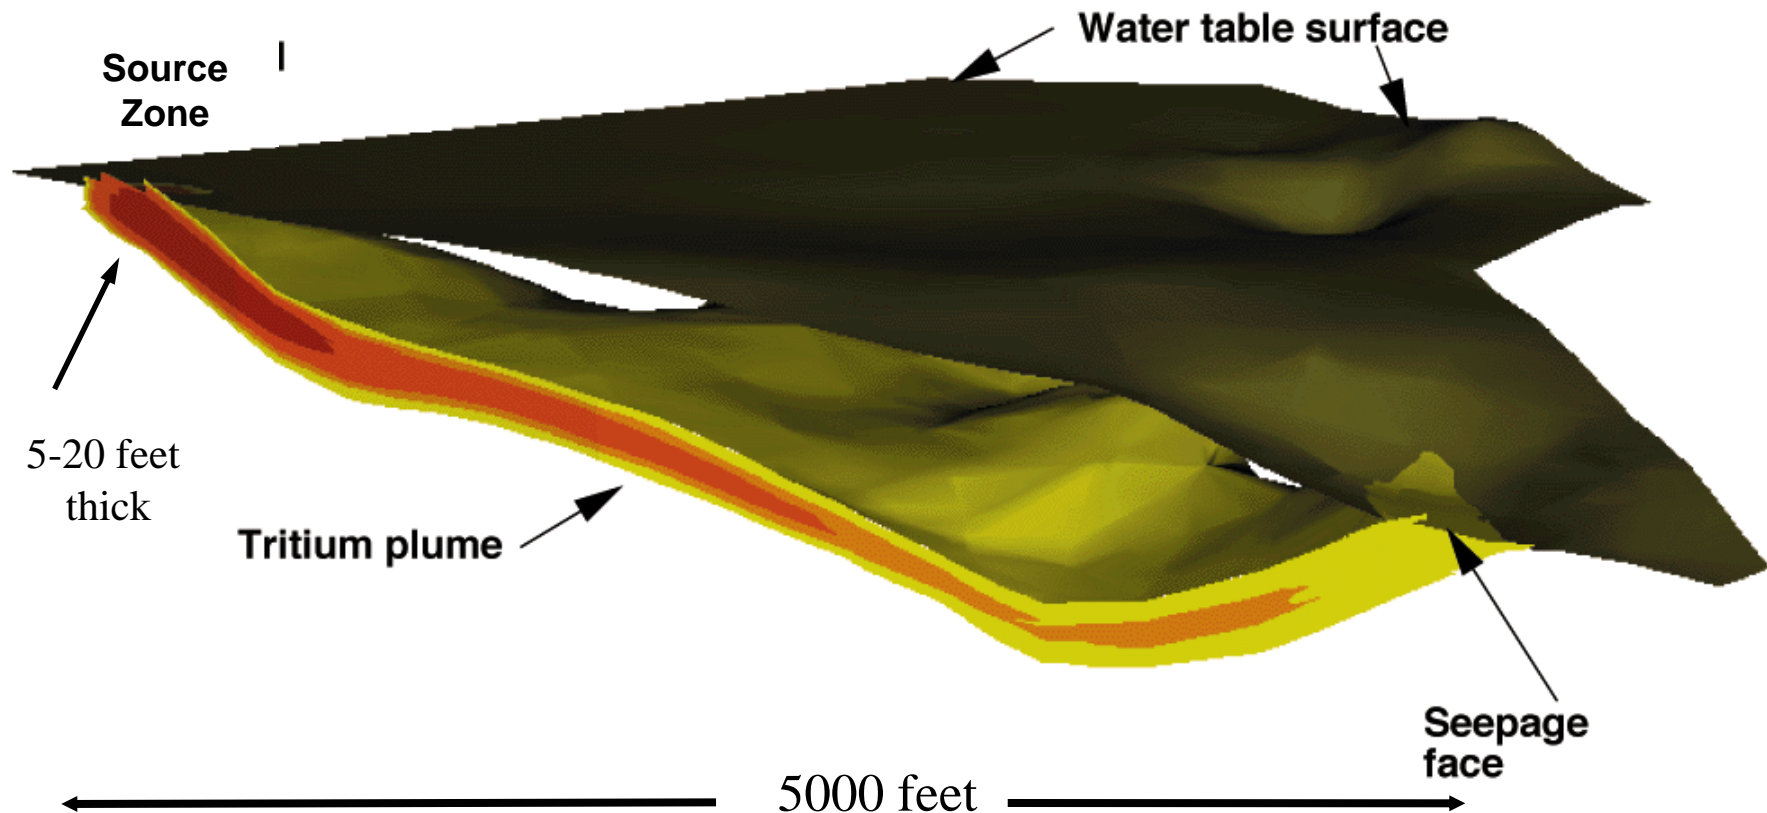 Water table surface
Source
Zone
5-20 feet
thick
Tritium plume
Seepage
face
5000 feet